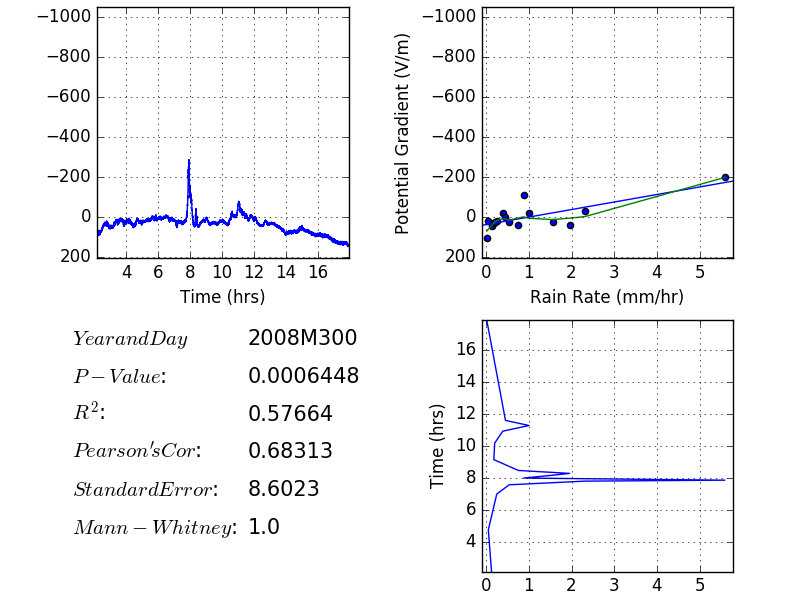 −1000
−800
−600
−400
−200
0
200
4 6 8 10 12 14 16
Time (hrs)
Potential Gradient (V/m)
−1000
−800
−600
−400
−200
0
200
0 1 2 3 4 5
Rain Rate (mm/hr)
YearandDay 2008M300
P−Value: 0.0006448
R²: 0.57664
Pearson'sCor: 0.68313
StandardError: 8.6023
Mann−Whitney: 1.0
Time (hrs)
16
14
12
10
8
6
4
0 1 2 3 4 5